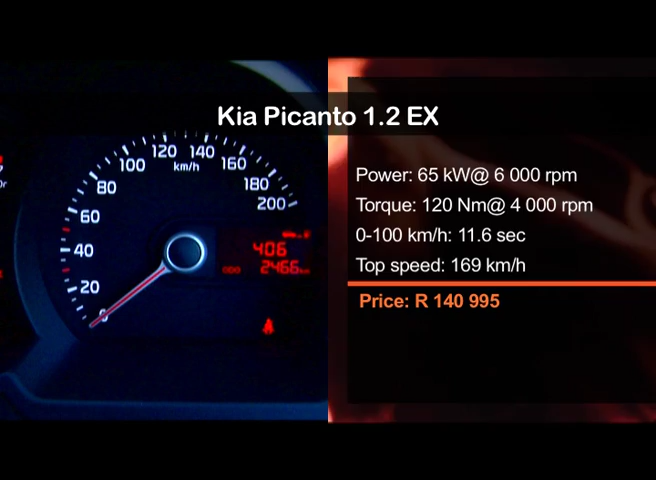 Kia Picanto 1.2 EX
0
20
40
60
80
100
120
140
160
180
200
km/h
406
ODO 2466 km
Power: 65 kW@ 6 000 rpm
Torque: 120 Nm@ 4 000 rpm
0-100 km/h: 11.6 sec
Top speed: 169 km/h
Price: R 140 995